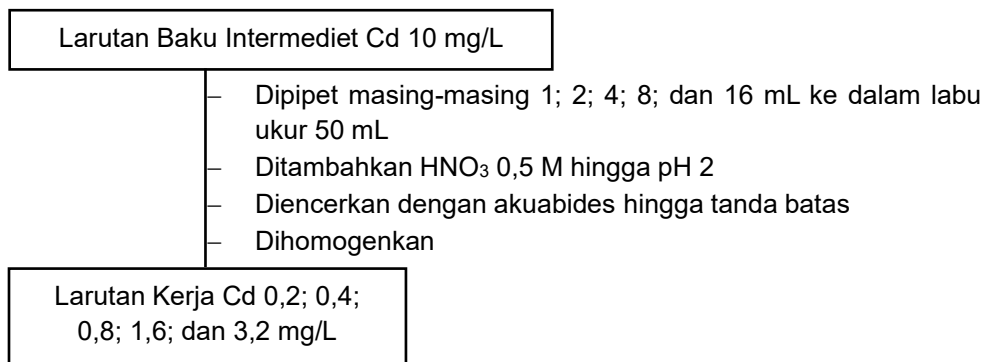 Larutan Baku Intermediet Cd 10 mg/L
– Dipipet masing-masing 1; 2; 4; 8; dan 16 mL ke dalam labu
ukur 50 mL
– Ditambahkan HNO₃ 0,5 M hingga pH 2
– Diencerkan dengan akuabides hingga tanda batas
– Dihomogenkan
Larutan Kerja Cd 0,2; 0,4;
0,8; 1,6; dan 3,2 mg/L